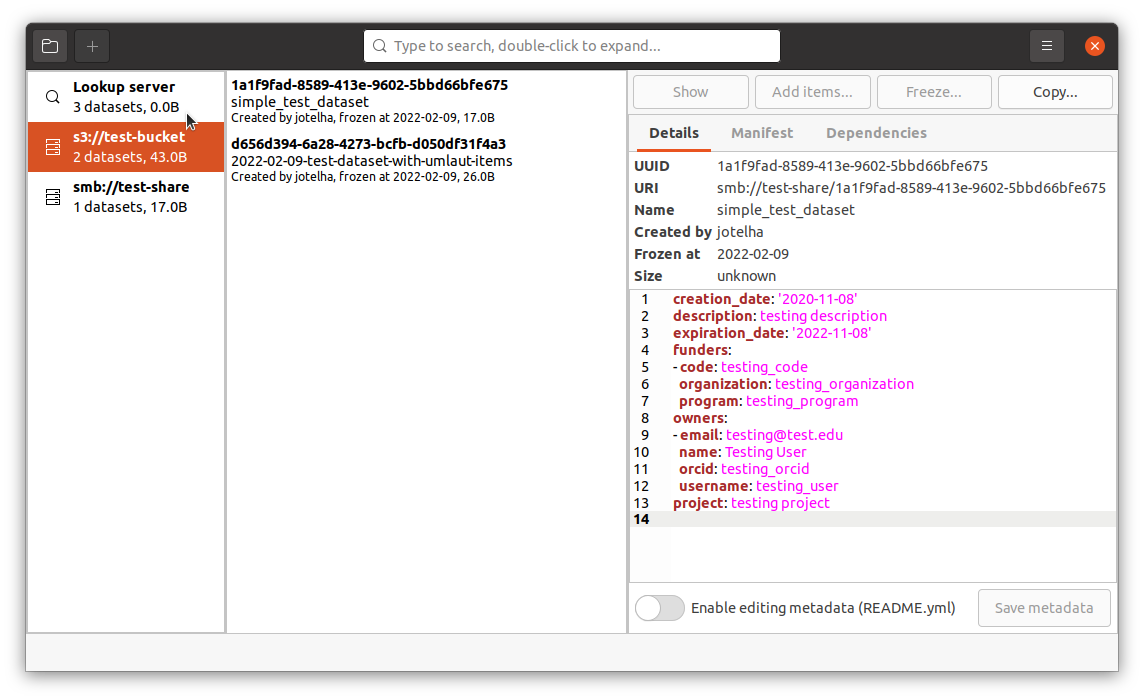 Type to search, double-click to expand...
Lookup server
3 datasets, 0.0B
s3://test-bucket
2 datasets, 43.0B
smb://test-share
1 datasets, 17.0B
1a1f9fad-8589-413e-9602-5bbd66bfe675
simple_test_dataset
Created by jotelha, frozen at 2022-02-09, 17.0B
d656d394-6a28-4273-bcfb-d050df31f4a3
2022-02-09-test-dataset-with-umlaut-items
Created by jotelha, frozen at 2022-02-09, 26.0B
Show Add items... Freeze... Copy...
Details Manifest Dependencies
UUID 1a1f9fad-8589-413e-9602-5bbd66bfe675
URI smb://test-share/1a1f9fad-8589-413e-9602-5bbd66bfe675
Name simple_test_dataset
Created by jotelha
Frozen at 2022-02-09
Size unknown
1 creation_date: '2020-11-08'
2 description: testing description
3 expiration_date: '2022-11-08'
4 funders:
5 - code: testing_code
6 organization: testing_organization
7 program: testing_program
8 owners:
9 - email: testing@test.edu
10 name: Testing User
11 orcid: testing_orcid
12 username: testing_user
13 project: testing project
14
Enable editing metadata (README.yml) Save metadata